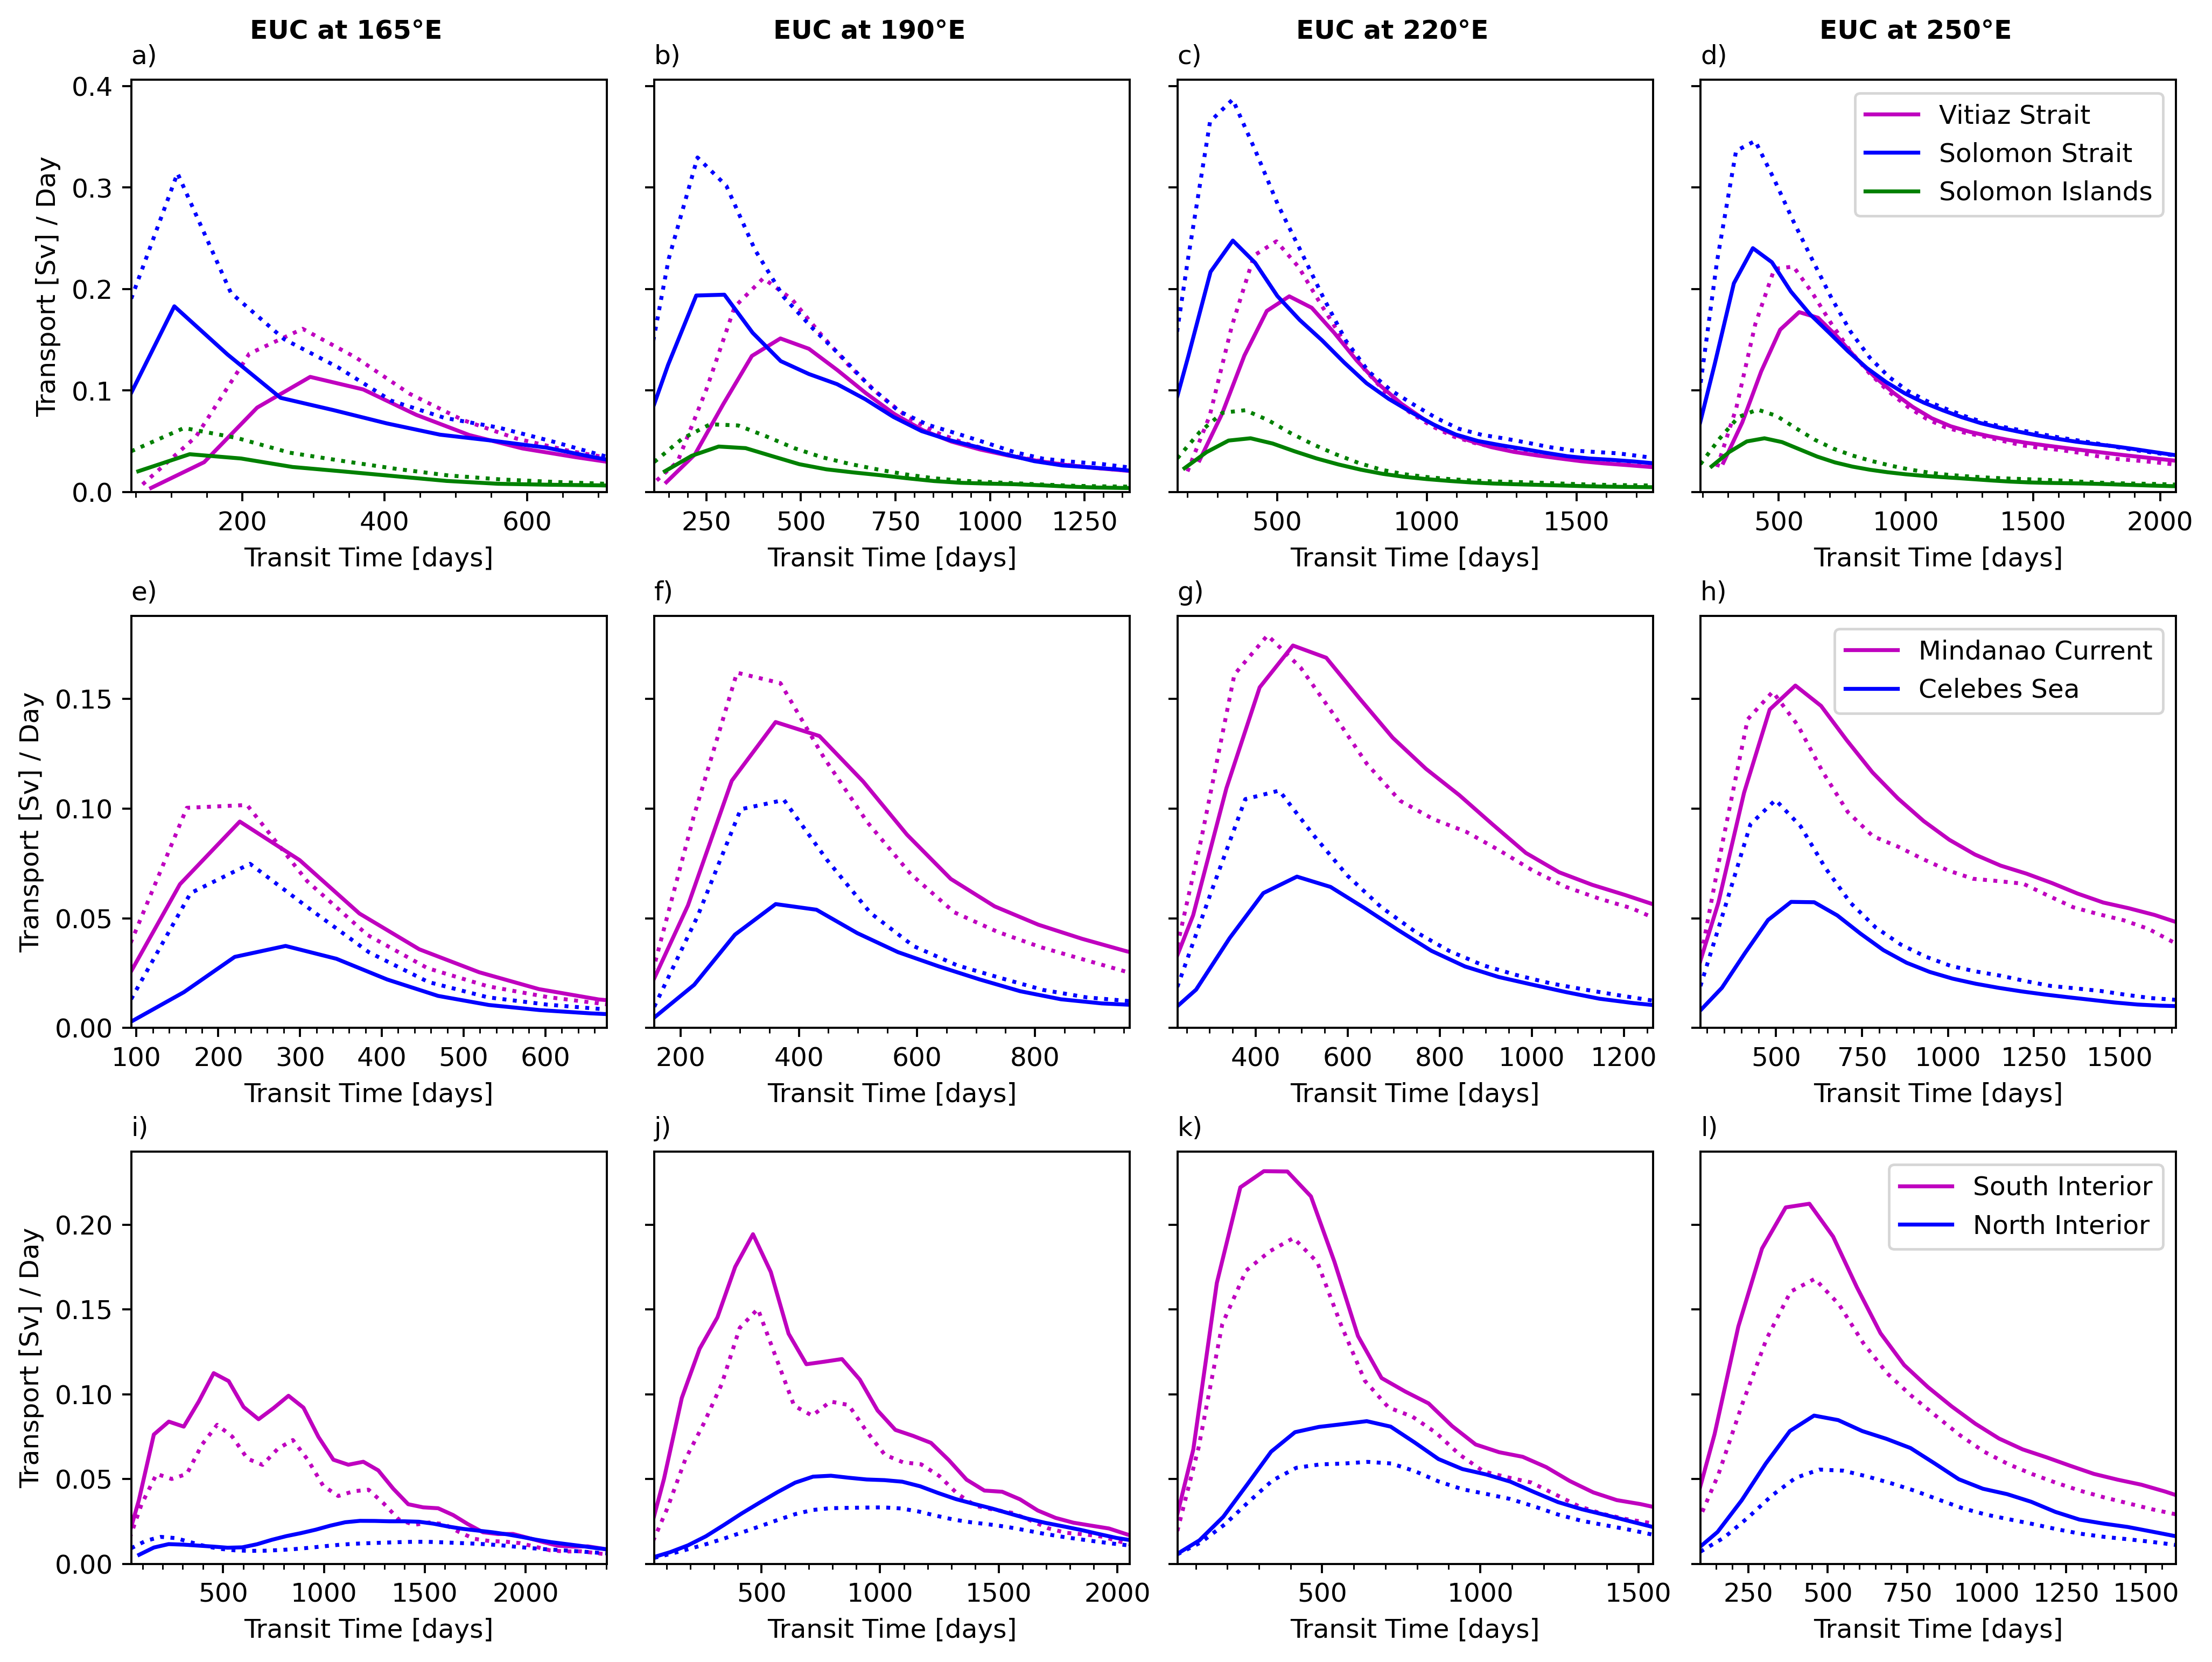 EUC at 165°E
EUC at 190°E
EUC at 220°E
EUC at 250°E
a)
b)
c)
d)
Transport [Sv] / Day
0.4
0.3
0.2
0.1
0.0
Vitiaz Strait
Solomon Strait
Solomon Islands
200 400 600
250 500 750 1000 1250
500 1000 1500
500 1000 1500 2000
Transit Time [days]
Transit Time [days]
Transit Time [days]
Transit Time [days]
e)
f)
g)
h)
Transport [Sv] / Day
0.15
0.10
0.05
0.00
Mindanao Current
Celebes Sea
100 200 300 400 500 600
200 400 600 800
400 600 800 1000 1200
500 750 1000 1250 1500
Transit Time [days]
Transit Time [days]
Transit Time [days]
Transit Time [days]
i)
j)
k)
l)
Transport [Sv] / Day
0.20
0.15
0.10
0.05
0.00
South Interior
North Interior
500 1000 1500 2000
500 1000 1500 2000
500 1000 1500
250 500 750 1000 1250 1500
Transit Time [days]
Transit Time [days]
Transit Time [days]
Transit Time [days]